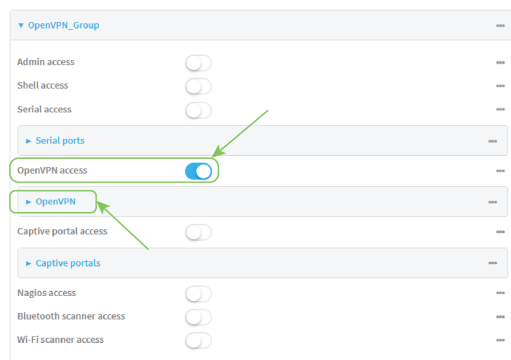 OpenVPN_Group
Admin access
Shell access
Serial access
Serial ports
OpenVPN access
OpenVPN
Captive portal access
Captive portals
Nagios access
Bluetooth scanner access
Wi-Fi scanner access